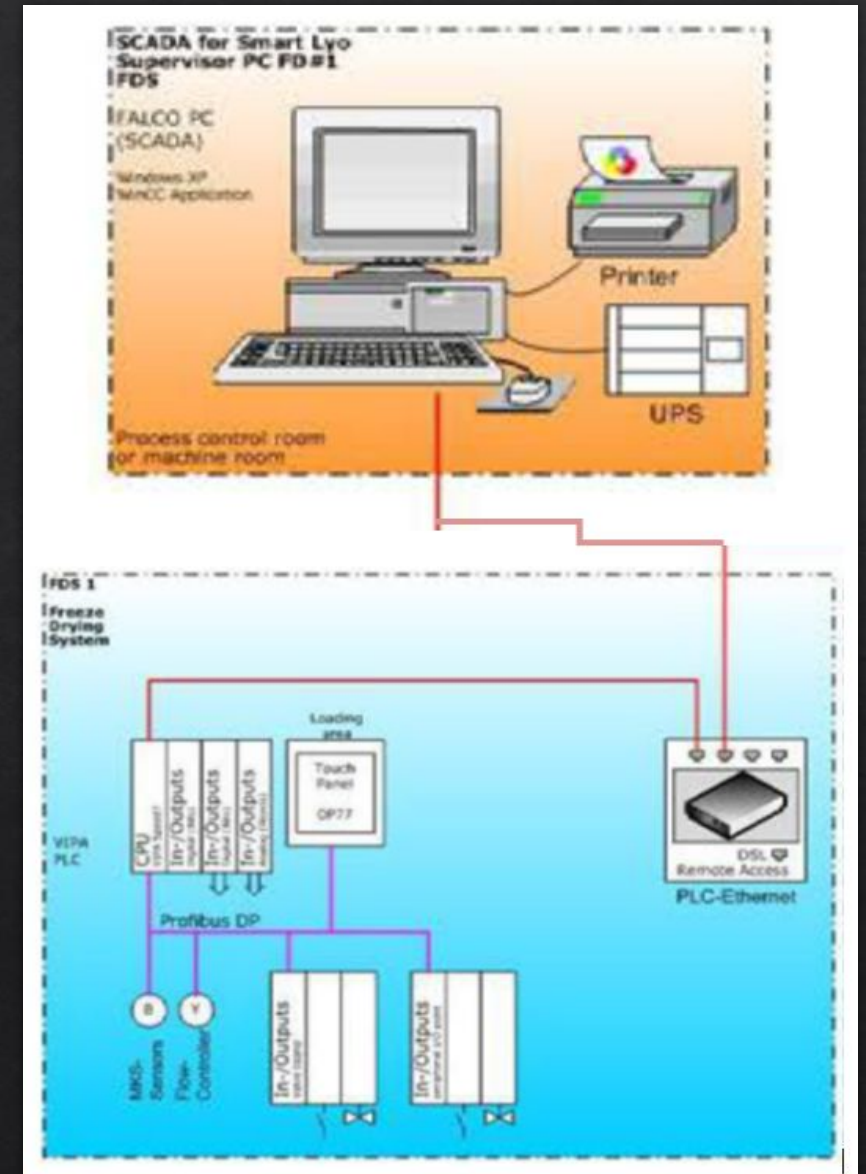 SCADA for Smart Lyo
Supervisor PC FD#1
FDS
FALCO PC
(SCADA)
Windows XP
WinCC Application
Printer
UPS
Process control room
or machine room
FDS 1
Freeze
Drying
System
Loading
area
Touch
Panel
OP77
VIPA
PLC
CPU
In-/Outputs
In-/Outputs
In-/Outputs
DSL
Remote Access
PLC-Ethernet
Profibus DP
B
Y
MKS-
Sensors
Flow-
Controller
In-/Outputs
In-/Outputs